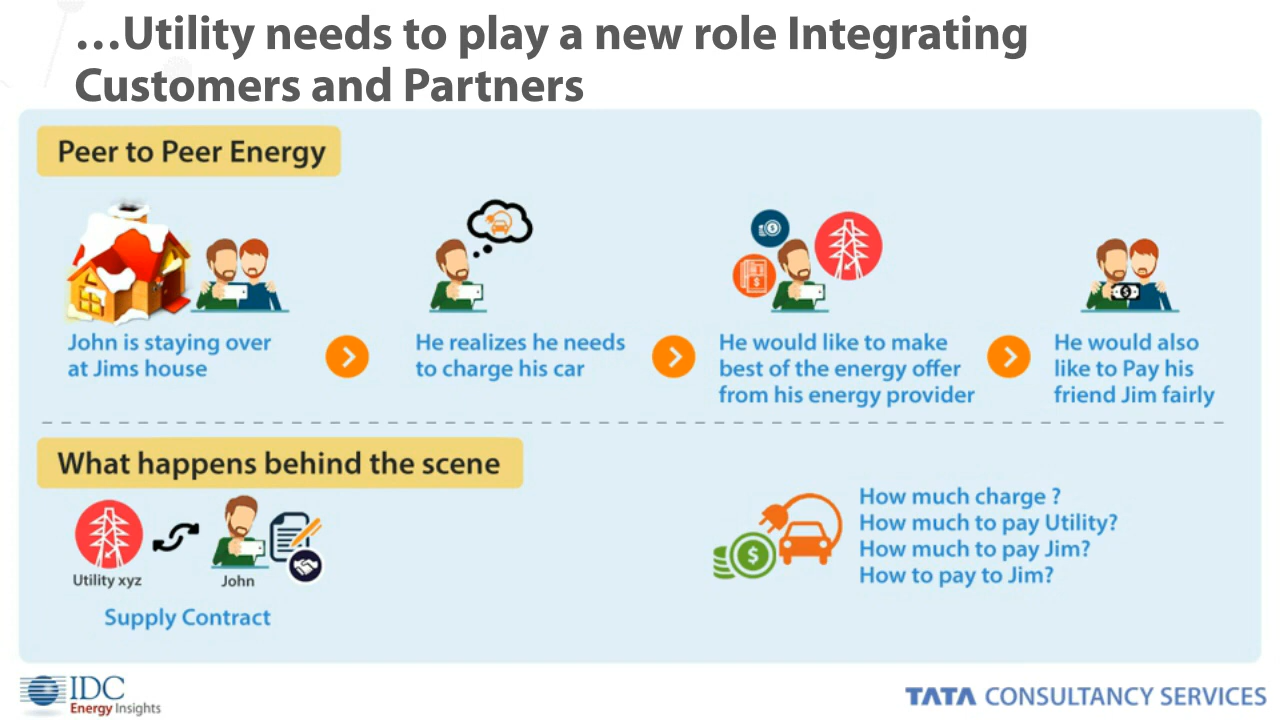 ...Utility needs to play a new role Integrating
Customers and Partners
Peer to Peer Energy
John is staying over
at Jims house
He realizes he needs
to charge his car
He would like to make
best of the energy offer
from his energy provider
He would also
like to Pay his
friend Jim fairly
What happens behind the scene
Utility xyz
John
Supply Contract
How much charge ?
How much to pay Utility?
How much to pay Jim?
How to pay to Jim?
IDC
Energy Insights
TATA CONSULTANCY SERVICES